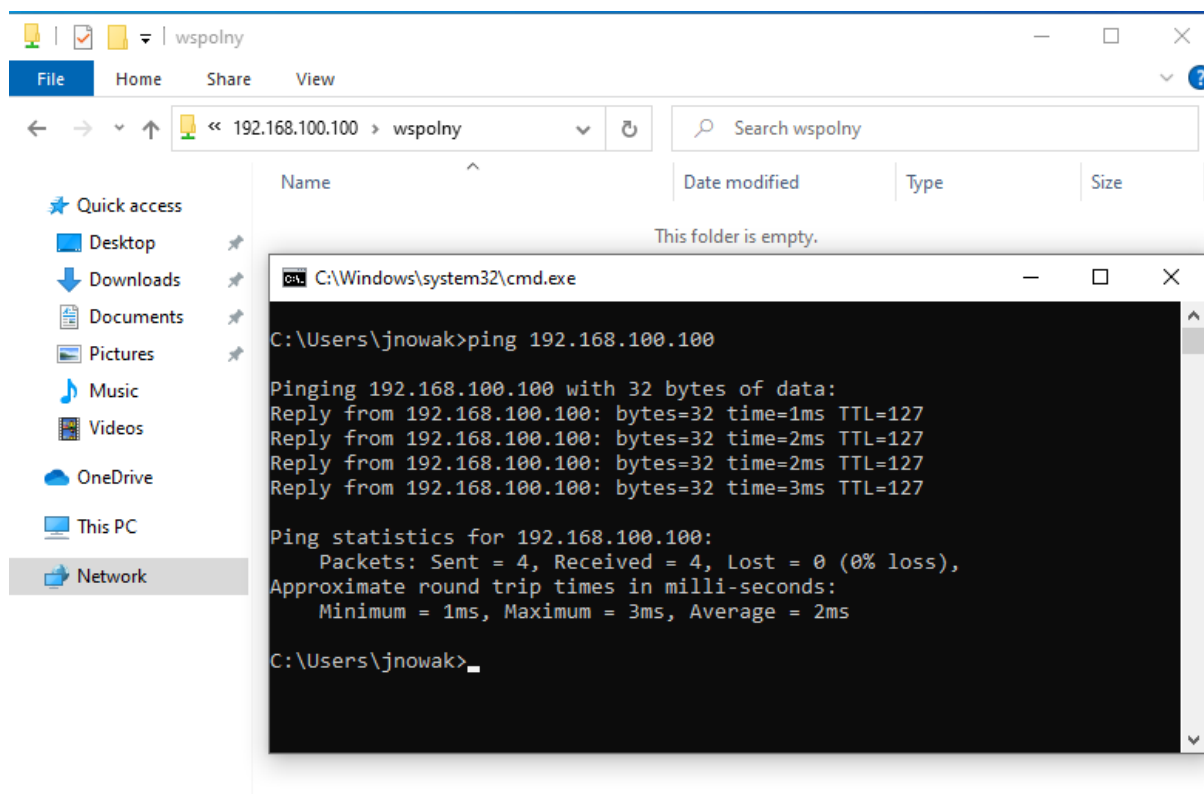 wspolny
File Home Share View
« 192.168.100.100 > wspolny Search wspolny
Name Date modified Type Size
This folder is empty.
Quick access
Desktop
Downloads
Documents
Pictures
Music
Videos
OneDrive
This PC
Network
C:\Windows\system32\cmd.exe
C:\Users\jnowak>ping 192.168.100.100
Pinging 192.168.100.100 with 32 bytes of data:
Reply from 192.168.100.100: bytes=32 time=1ms TTL=127
Reply from 192.168.100.100: bytes=32 time=2ms TTL=127
Reply from 192.168.100.100: bytes=32 time=2ms TTL=127
Reply from 192.168.100.100: bytes=32 time=3ms TTL=127
Ping statistics for 192.168.100.100:
Packets: Sent = 4, Received = 4, Lost = 0 (0% loss),
Approximate round trip times in milli-seconds:
Minimum = 1ms, Maximum = 3ms, Average = 2ms
C:\Users\jnowak>